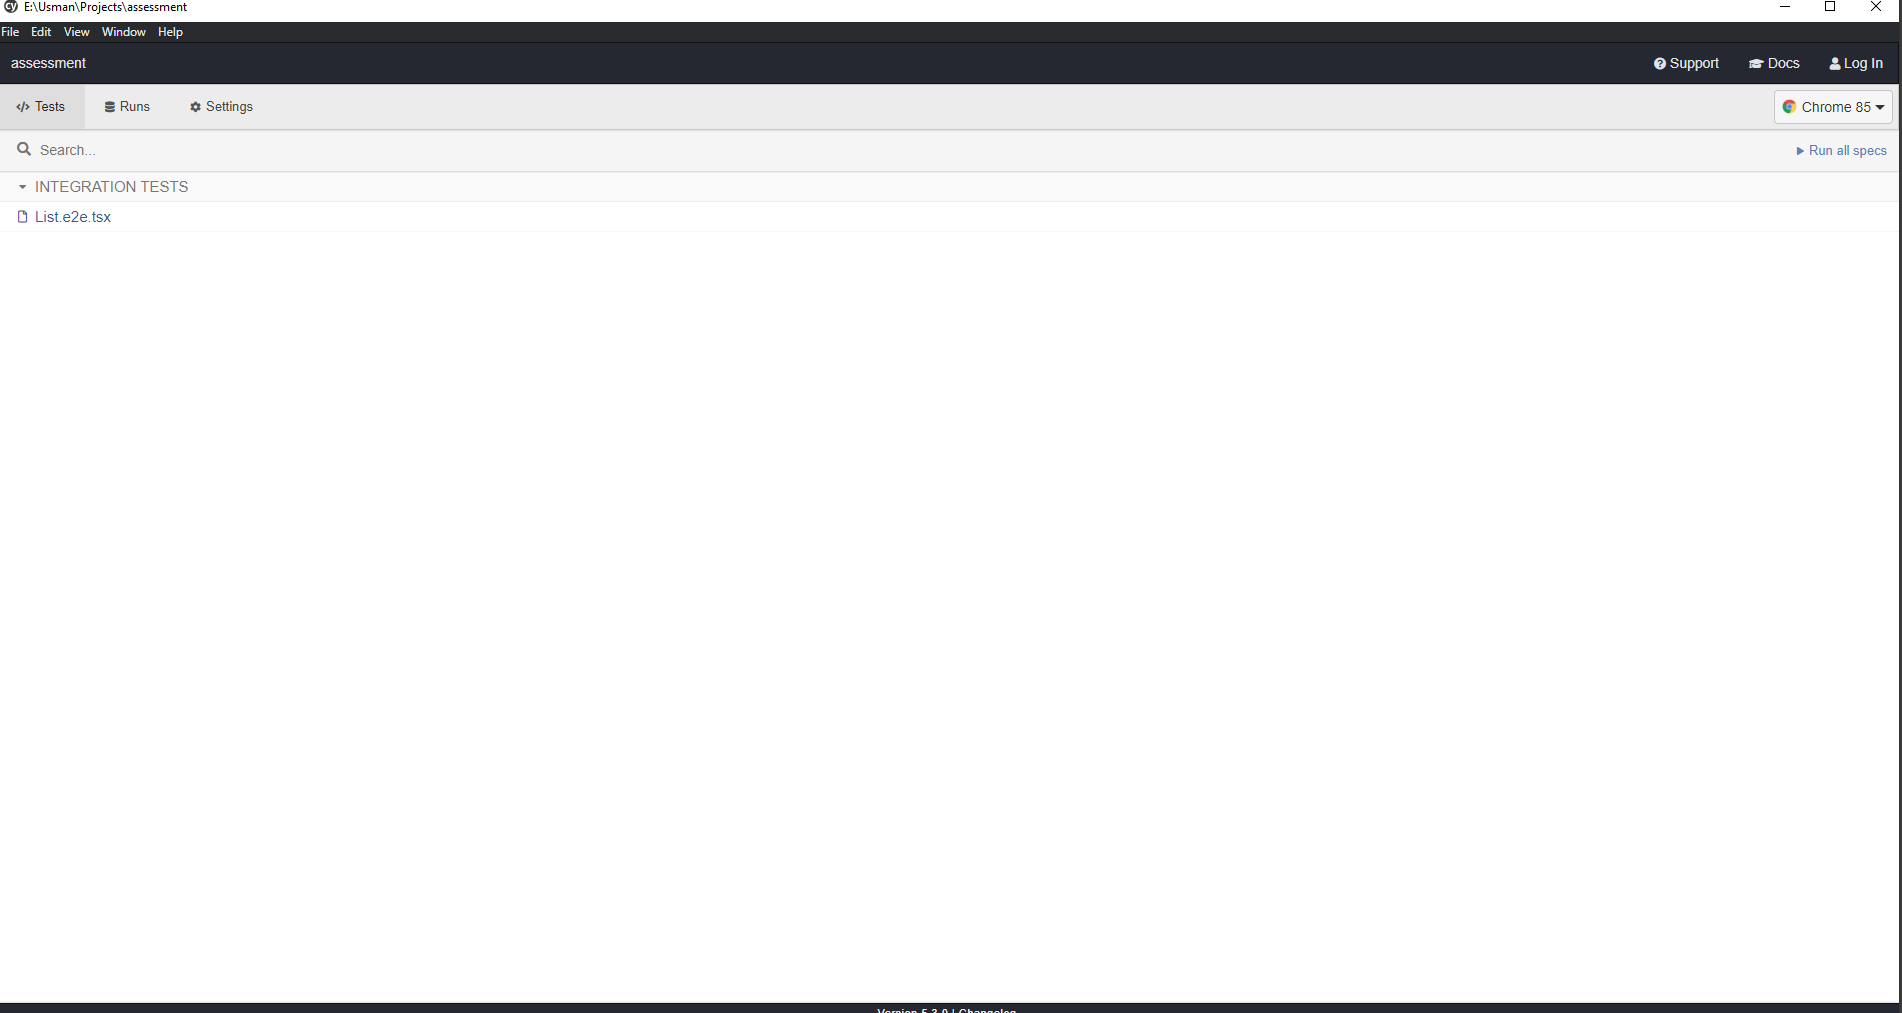 cy E:\Usman\Projects\assessment
File Edit View Window Help
assessment Support Docs Log In
</> Tests Runs Settings Chrome 85
Search... Run all specs
INTEGRATION TESTS
List.e2e.tsx
Version 5.3.0 | Changelog